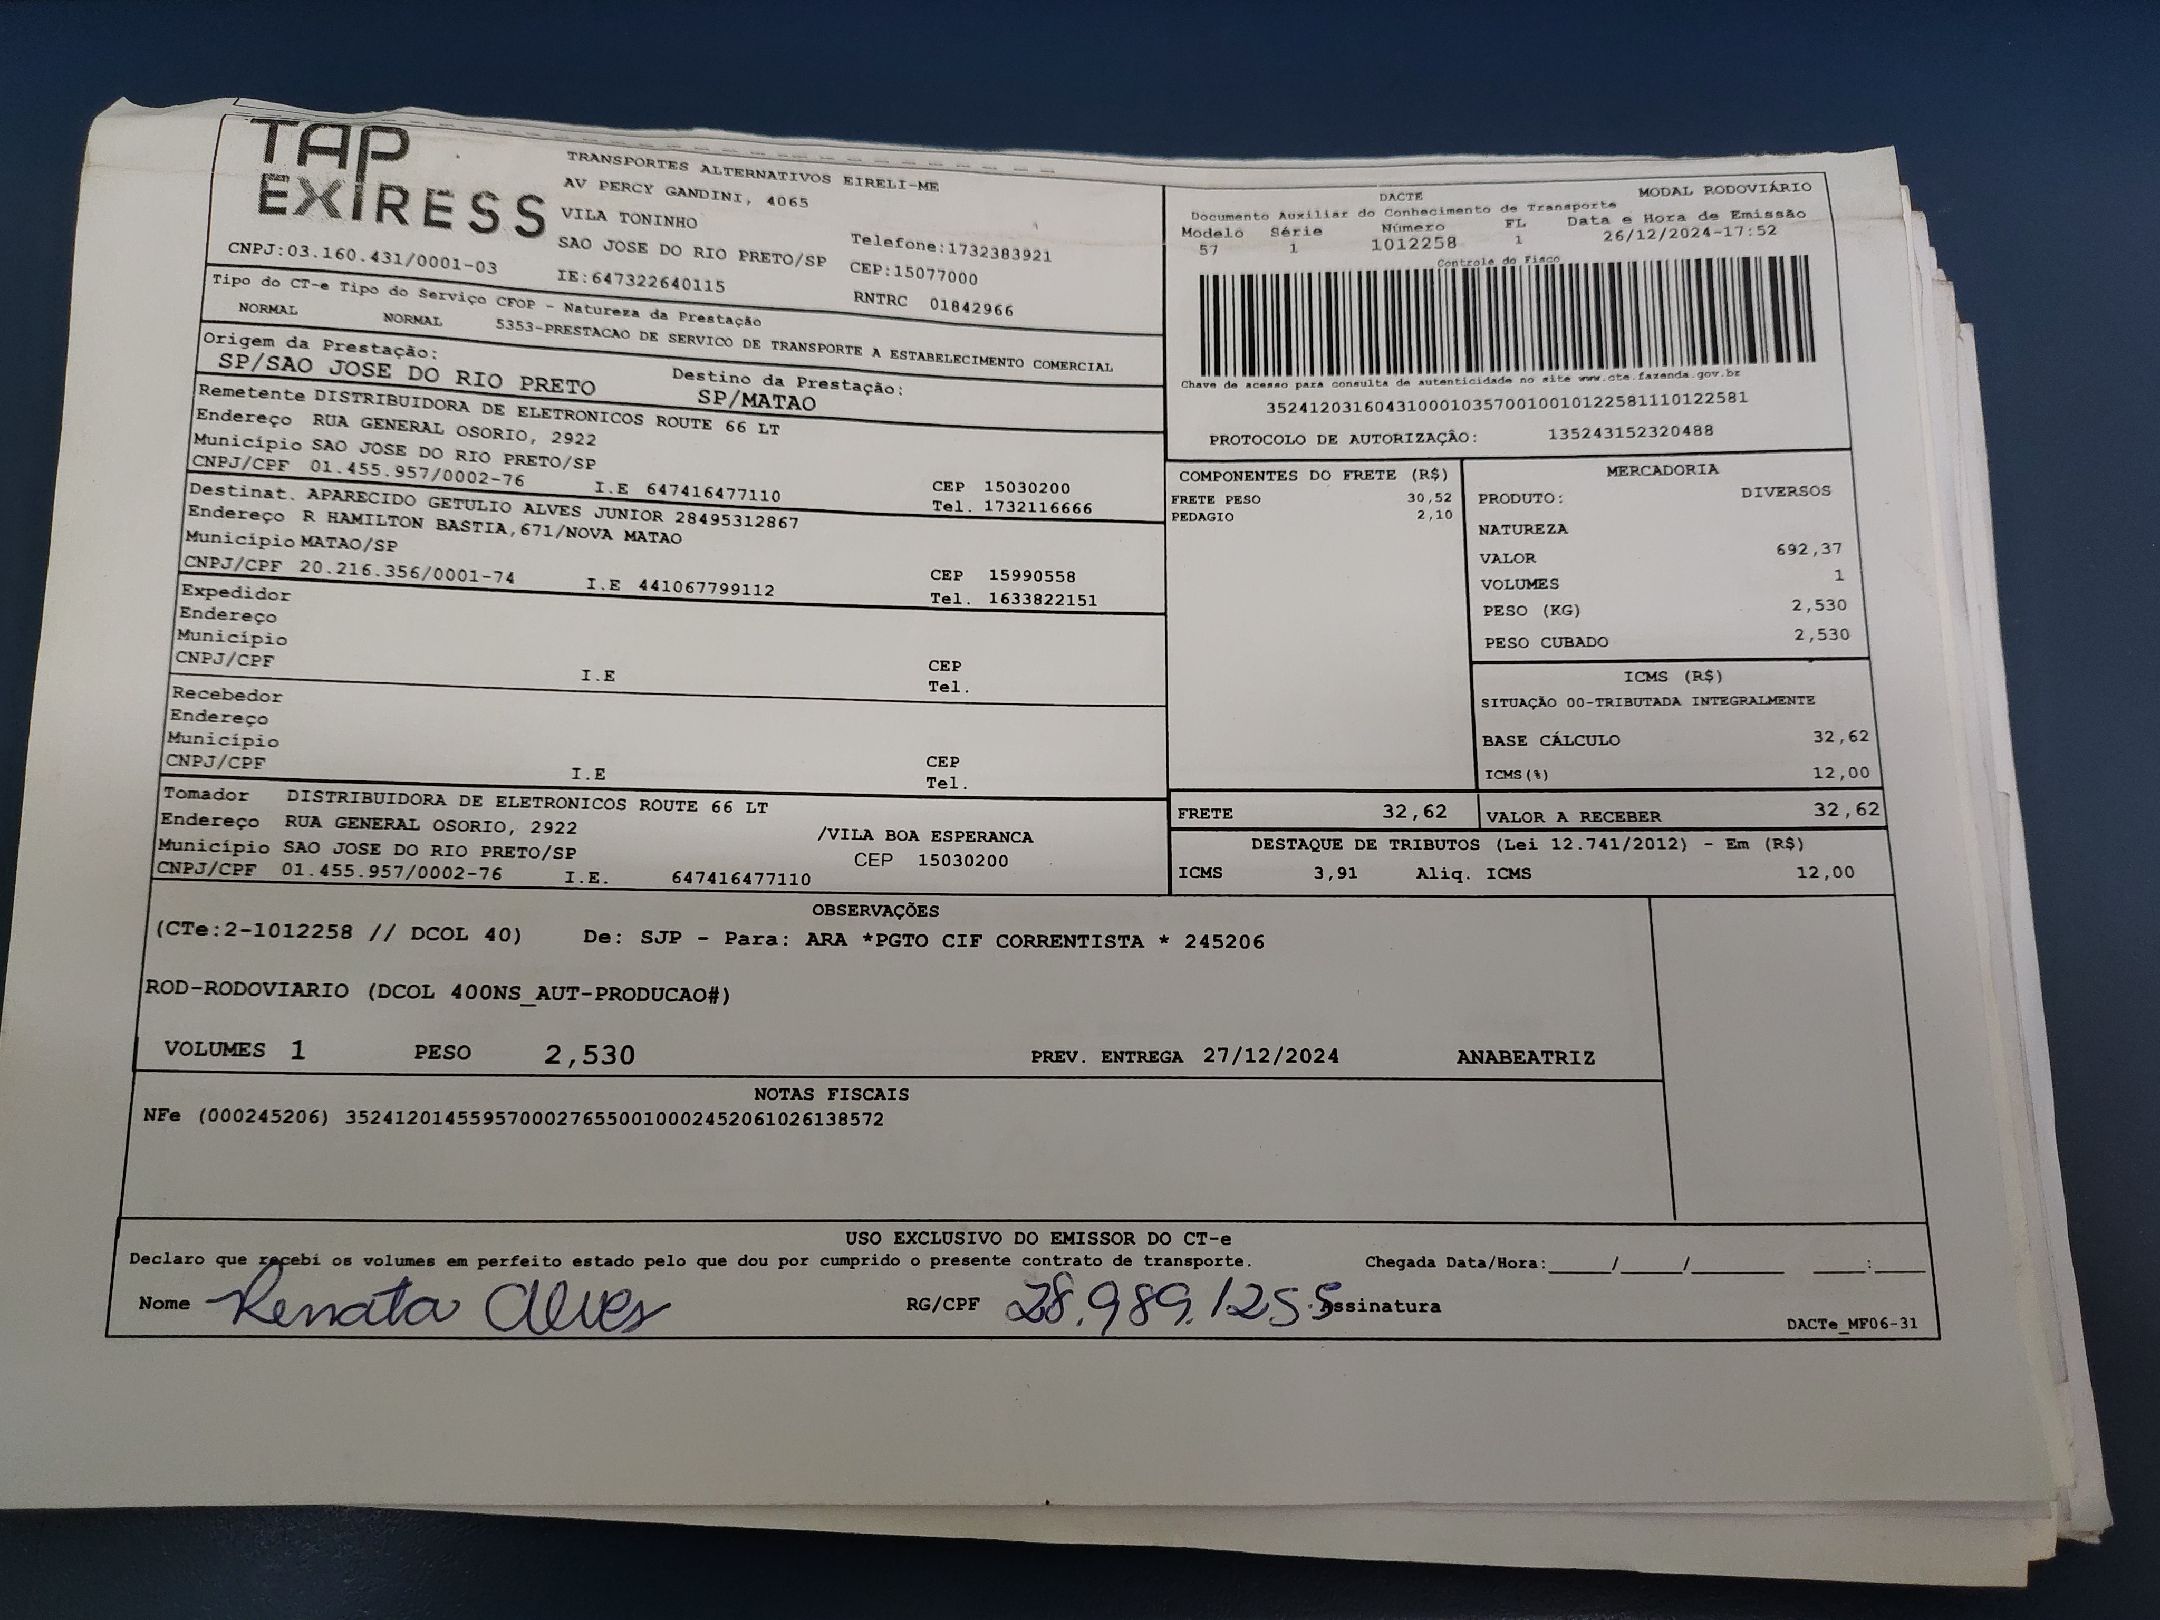 TAP
EXPRESS
TRANSPORTES ALTERNATIVOS EIRELI-ME
AV PERCY GANDINI, 4065
VILA TONINHO
SAO JOSE DO RIO PRETO/SP
Telefone:1732383921
CNPJ:03.160.431/0001-03
IE:647322640115
CEP:15077000
RNTRC 01842966
Tipo do CT-e Tipo do Serviço CFOP - Natureza da Prestação
NORMAL NORMAL 5353-PRESTACAO DE SERVICO DE TRANSPORTE A ESTABELECIMENTO COMERCIAL
Origem da Prestação: Destino da Prestação:
SP/SAO JOSE DO RIO PRETO SP/MATAO
Remetente DISTRIBUIDORA DE ELETRONICOS ROUTE 66 LT
Endereço RUA GENERAL OSORIO, 2922
Município SAO JOSE DO RIO PRETO/SP CEP 15030200
CNPJ/CPF 01.455.957/0002-76 I.E 647416477110 Tel. 1732116666
Destinat. APARECIDO GETULIO ALVES JUNIOR 28495312867
Endereço R HAMILTON BASTIA,671/NOVA MATAO
Município MATAO/SP CEP 15990558
CNPJ/CPF 20.216.356/0001-74 I.E 441067799112 Tel. 1633822151
Expedidor
Endereço
Município CEP
CNPJ/CPF I.E Tel.
Recebedor
Endereço
Município CEP
CNPJ/CPF I.E Tel.
Tomador DISTRIBUIDORA DE ELETRONICOS ROUTE 66 LT
Endereço RUA GENERAL OSORIO, 2922 /VILA BOA ESPERANCA
Município SAO JOSE DO RIO PRETO/SP CEP 15030200
CNPJ/CPF 01.455.957/0002-76 I.E. 647416477110
DACTE MODAL RODOVIÁRIO
Documento Auxiliar do Conhecimento de Transporte
Modelo Série Número FL Data e Hora de Emissão
57 1 1012258 1 26/12/2024-17:52
Controle do Fisco
Chave de acesso para consulta de autenticidade no site www.cte.fazenda.gov.br
35241203160431000103570010010122581110122581
PROTOCOLO DE AUTORIZAÇÂO: 135243152320488
COMPONENTES DO FRETE (R$)
FRETE PESO 30,52
PEDAGIO 2,10
MERCADORIA
PRODUTO: DIVERSOS
NATUREZA
VALOR 692,37
VOLUMES 1
PESO (KG) 2,530
PESO CUBADO 2,530
ICMS (R$)
SITUAÇÃO 00-TRIBUTADA INTEGRALMENTE
BASE CÁLCULO 32,62
ICMS(%) 12,00
FRETE 32,62 VALOR A RECEBER 32,62
DESTAQUE DE TRIBUTOS (Lei 12.741/2012) - Em (R$)
ICMS 3,91 Aliq. ICMS 12,00
OBSERVAÇÕES
(CTe:2-1012258 // DCOL 40) De: SJP - Para: ARA *PGTO CIF CORRENTISTA * 245206
ROD-RODOVIARIO (DCOL 400NS_AUT-PRODUCAO#)
VOLUMES 1 PESO 2,530 PREV. ENTREGA 27/12/2024 ANABEATRIZ
NOTAS FISCAIS
NFe (000245206) 35241201455957000276550010002452061026138572
USO EXCLUSIVO DO EMISSOR DO CT-e
Declaro que recebi os volumes em perfeito estado pelo que dou por cumprido o presente contrato de transporte. Chegada Data/Hora:_____/_____/_______ ____:____
Nome Renata Alves RG/CPF 28.989.125.5 Assinatura
DACTe_MF06-31